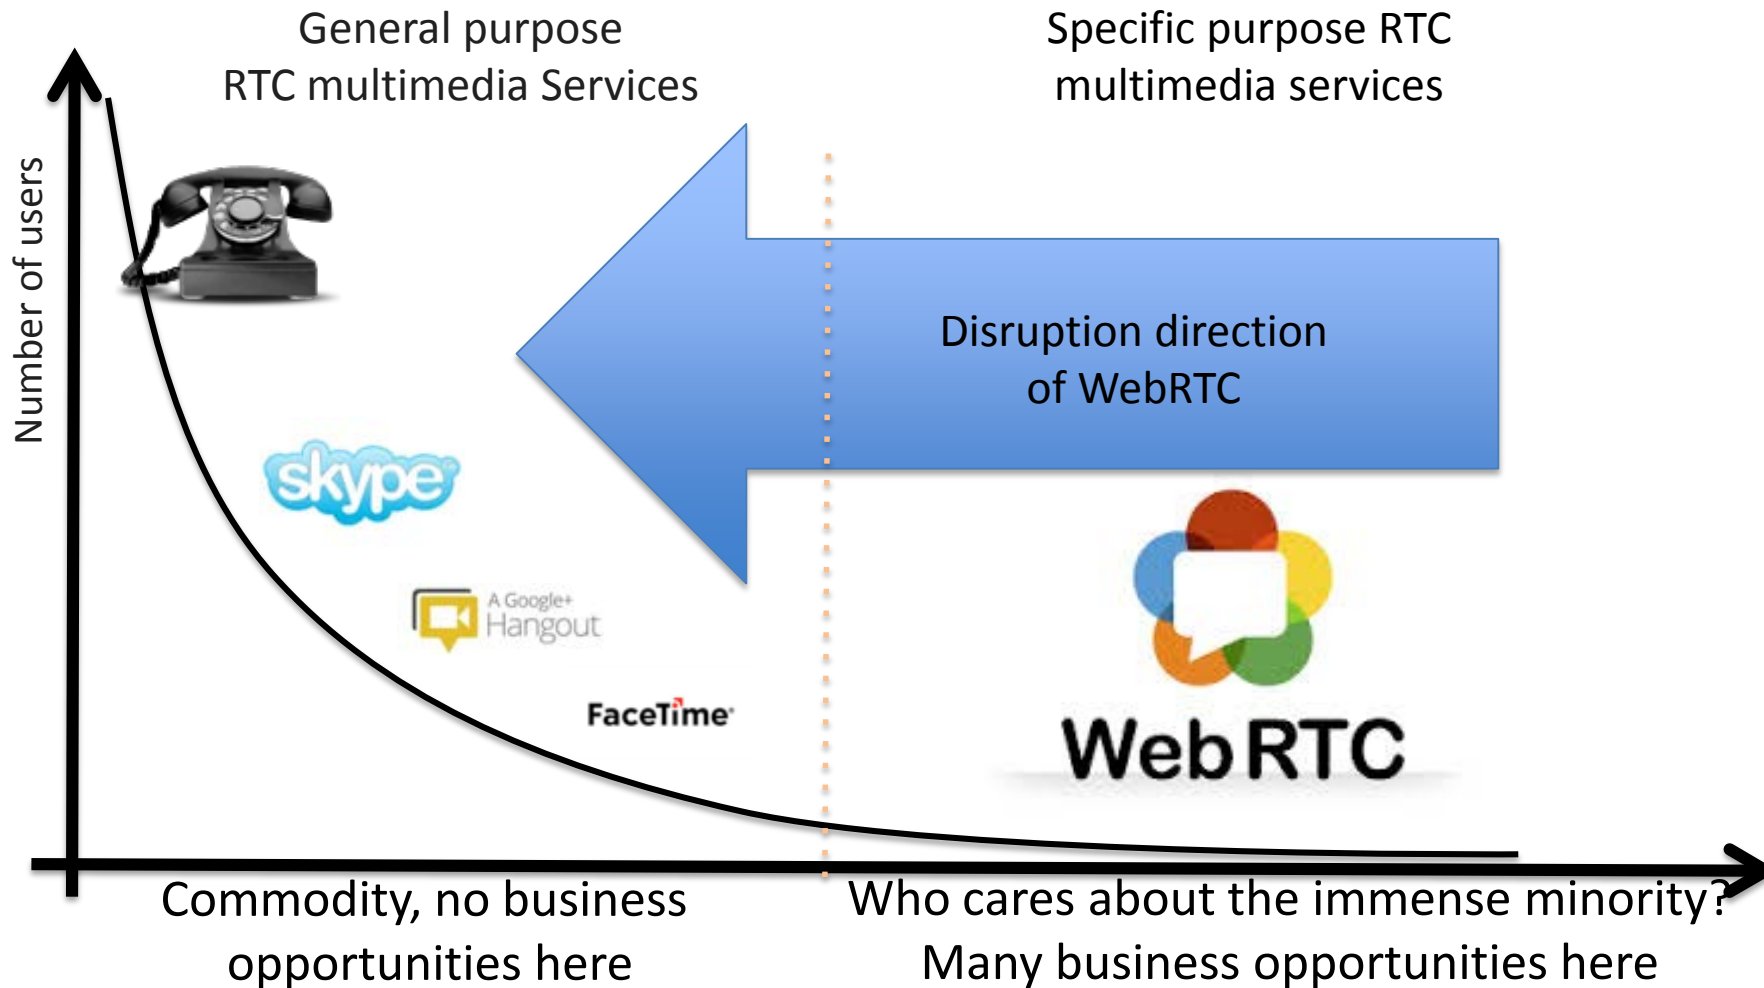 General purpose
RTC multimedia Services
Specific purpose RTC
multimedia services
Number of users
Disruption direction
of WebRTC
skype
A Google+
Hangout
FaceTime
WebRTC
Commodity, no business
opportunities here
Who cares about the immense minority?
Many business opportunities here